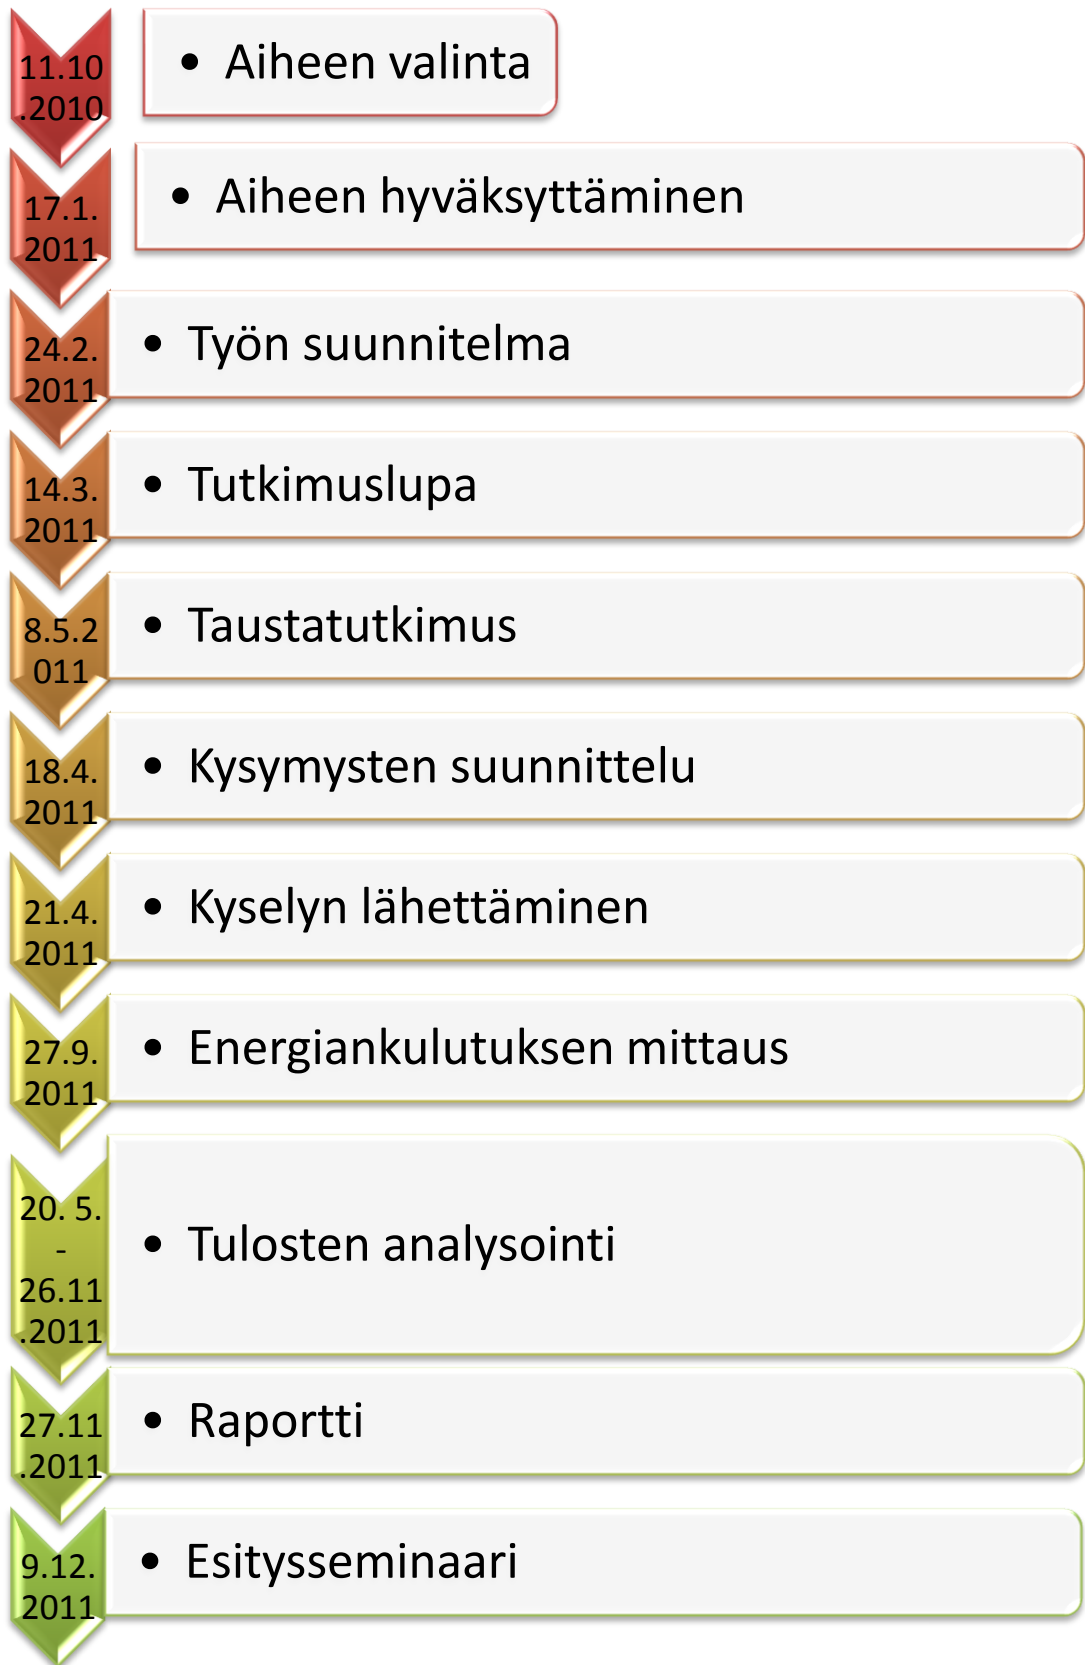 11.10
.2010
• Aiheen valinta
17.1.
2011
• Aiheen hyväksyttäminen
24.2.
2011
• Työn suunnitelma
14.3.
2011
• Tutkimuslupa
8.5.2
011
• Taustatutkimus
18.4.
2011
• Kysymysten suunnittelu
21.4.
2011
• Kyselyn lähettäminen
27.9.
2011
• Energiankulutuksen mittaus
20. 5.
-
26.11
.2011
• Tulosten analysointi
27.11
.2011
• Raportti
9.12.
2011
• Esitysseminaari